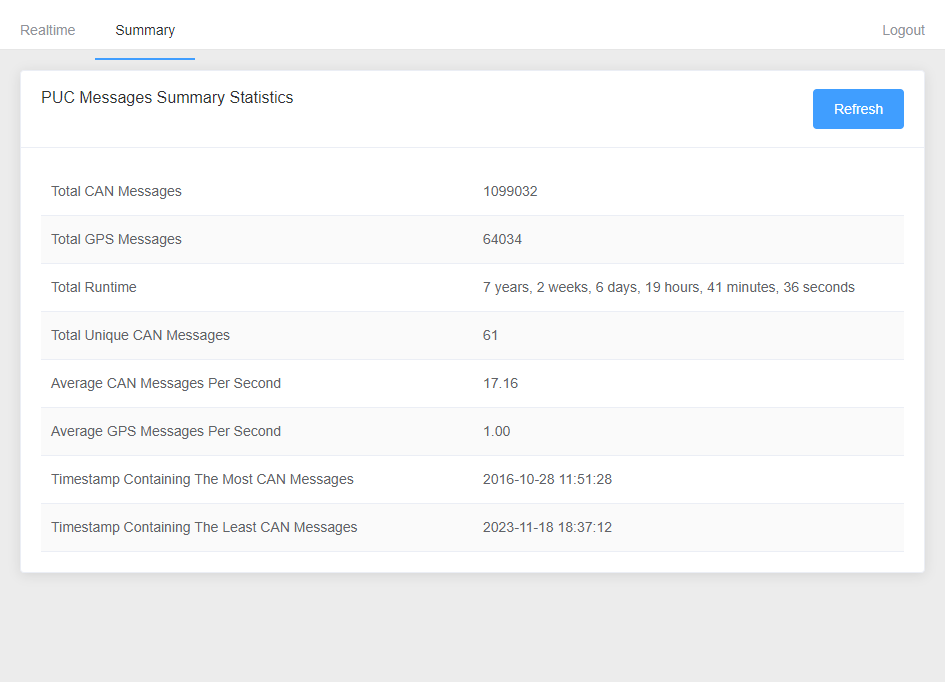 Realtime Summary Logout
PUC Messages Summary Statistics
Refresh
Total CAN Messages 1099032
Total GPS Messages 64034
Total Runtime 7 years, 2 weeks, 6 days, 19 hours, 41 minutes, 36 seconds
Total Unique CAN Messages 61
Average CAN Messages Per Second 17.16
Average GPS Messages Per Second 1.00
Timestamp Containing The Most CAN Messages 2016-10-28 11:51:28
Timestamp Containing The Least CAN Messages 2023-11-18 18:37:12